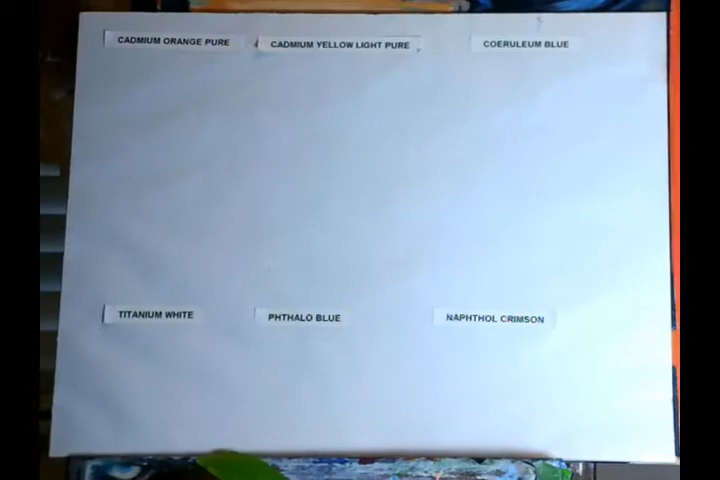 CADMIUM ORANGE PURE
CADMIUM YELLOW LIGHT PURE
COERULEUM BLUE
TITANIUM WHITE
PHTHALO BLUE
NAPHTHOL CRIMSON